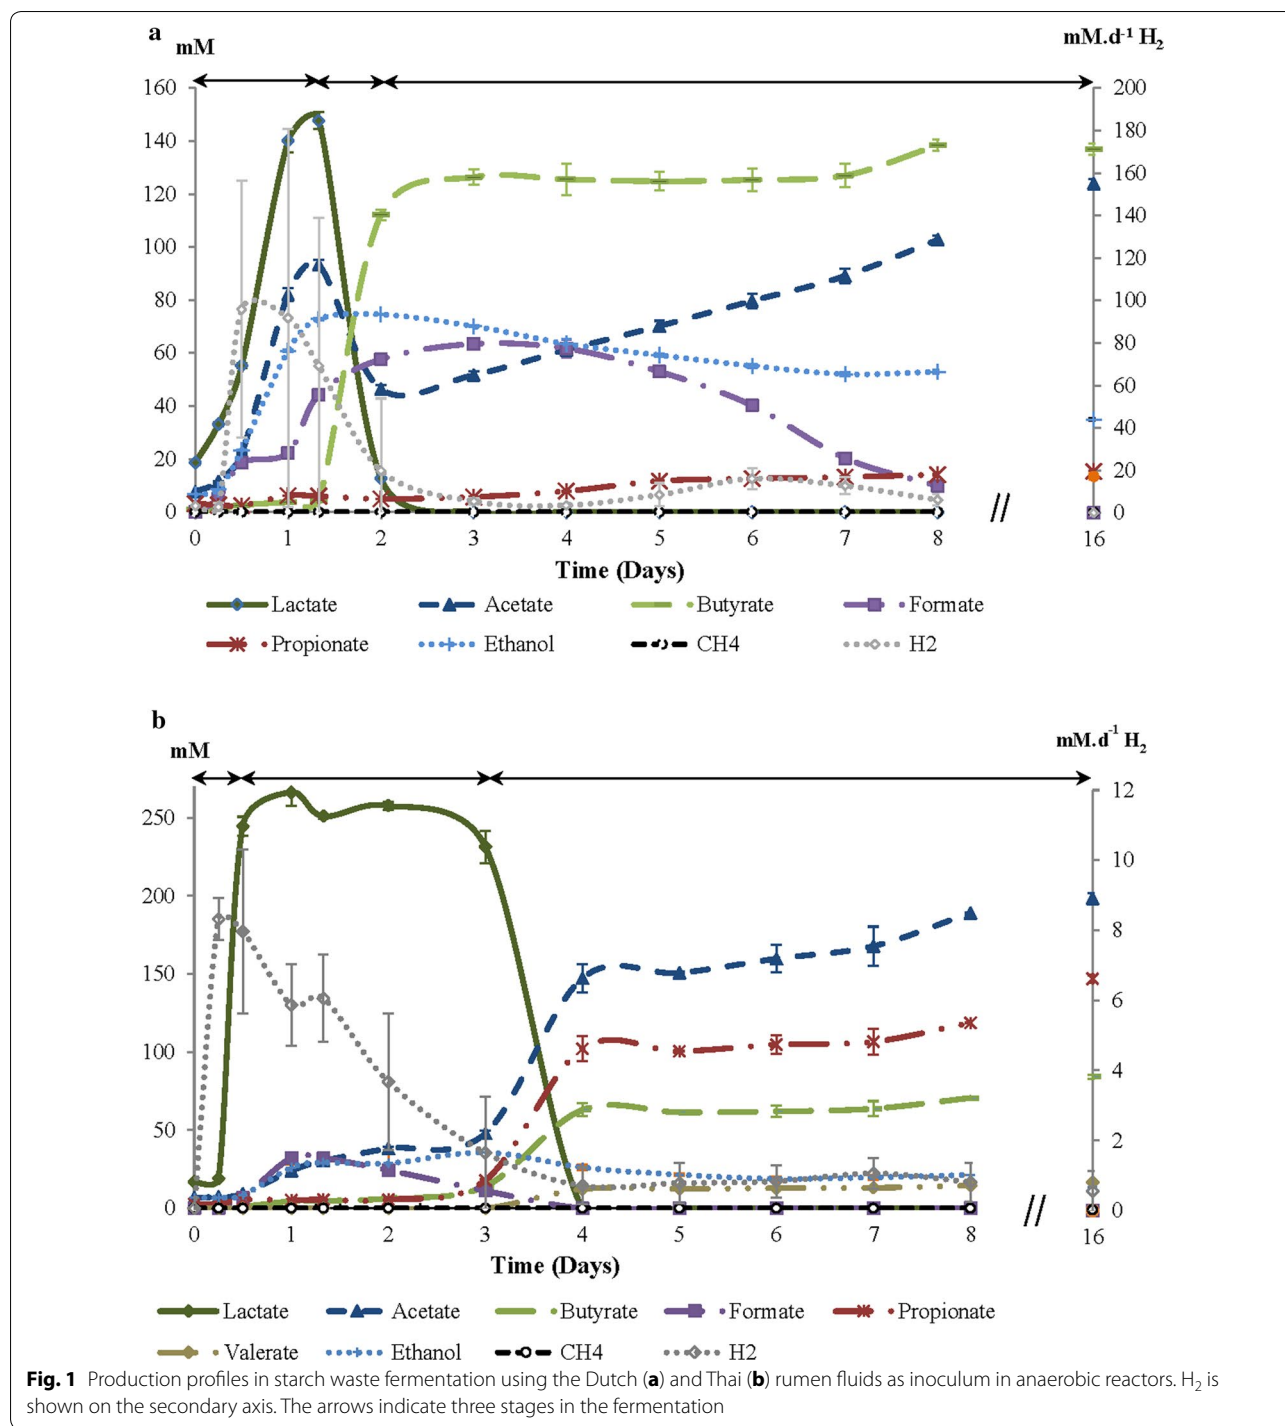 a
mM
mM.d-1 H2
160
140
120
100
80
60
40
20
0
200
180
160
140
120
100
80
60
40
20
0
0 1 2 3 4 5 6 7 8 // 16
Time (Days)
Lactate Acetate Butyrate Formate
Propionate Ethanol CH4 H2
b
mM
mM.d-1 H2
250
200
150
100
50
0
12
10
8
6
4
2
0
0 1 2 3 4 5 6 7 8 // 16
Time (Days)
Lactate Acetate Butyrate Formate Propionate
Valerate Ethanol CH4 H2
Fig. 1 Production profiles in starch waste fermentation using the Dutch (a) and Thai (b) rumen fluids as inoculum in anaerobic reactors. H2 is
shown on the secondary axis. The arrows indicate three stages in the fermentation